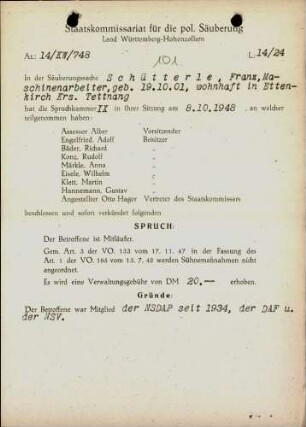 Staatskommissariat für die pol. Säuberung
Land Württemberg-Hohenzollern
Az.: 14/KV/748
L.14/24
101
In der Säuberungssache Schütterle, Franz, Ma-
schinenarbeiter, geb. 19.10.01, wohnhaft in Etten-
kirch Krs. Tettnang
hat die Spruchkammer II in ihrer Sitzung am 8.10.1948, an welcher
teilgenommen haben:
Assessor Alber Vorsitzender
Engelfried, Adolf Beisitzer
Bäder, Richard "
Konz, Rudolf "
Märkle, Anna "
Eisele, Wilhelm "
Klett, Martin "
Hannemann, Gustav "
Angestellter Otto Hager Vertreter des Staatskommissars
beschlossen und sofort verkündet folgenden
SPRUCH:
Der Betroffene ist Mitläufer.
Gem. Art. 3 der VO. 133 vom 17. 11. 47 in der Fassung des
Art. 1 der VO. 165 vom 13. 7. 48 werden Sühnemaßnahmen nicht
angeordnet.
Es wird eine Verwaltungsgebühr von DM 20.— erhoben.
Gründe:
Der Betroffene war Mitglied der NSDAP seit 1934, der DAF u.
der NSV.